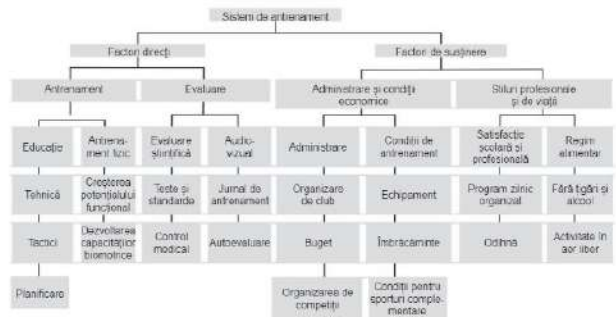 Sistem de antrenament
Factori direcți
Factori de susținere
Antrenament
Evaluare
Administrare și condiții
economice
Stiluri profesionale
și de viață
Educație
Antrena-
ment fizic
Evaluare
științifică
Audio-
vizual
Administrare
Condiții de
antrenament
Satisfacție
școlară și
profesională
Regim
alimentar
Tehnică
Creșterea
potențialului
funcțional
Teste și
standarde
Jurnal de
antrenament
Organizare
de club
Echipament
Program zilnic
organizat
Fără țigări și
alcool
Tactici
Dezvoltarea
capacităților
biomotrice
Control
medical
Autoevaluare
Buget
Îmbrăcăminte
Odihnă
Activitate în
aer liber
Planificare
Organizarea de
competiții
Condiții pentru
sporturi comple-
mentare